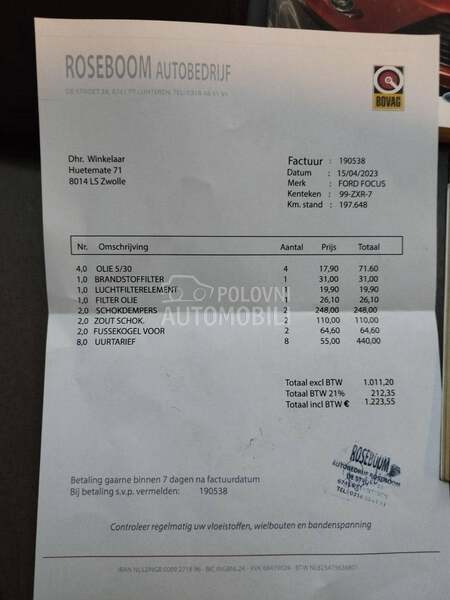 ROSEBOOM AUTOBEDRIJF
BOVAG
Dhr. Winkelaar
Huetemate 71
8014 LS Zwolle
Factuur : 190538
Datum : 15/04/2023
Merk : FORD FOCUS
Kenteken : 99-ZXR-7
Km. stand : 197.648
Nr. Omschrijving Aantal Prijs Totaal
4,0 OLIE 5/30 4 17,90 71.60
1,0 BRANDSTOFFILTER 1 31,00 31,00
1,0 LUCHTFILTERELEMENT 1 19,90 19,90
1,0 FILTER OLIE 1 26,10 26,10
2,0 SCHOKDEMPERS 2 248,00 248,00
2,0 ZOUT SCHOK. 2 110,00 110,00
2,0 FUSSEKOGEL VOOR 2 64,60 64,60
8,0 UURTARIEF 8 55,00 440,00
POLOVNI
AUTOMOBILI
Totaal excl BTW 1.011,20
Totaal BTW 21% 212,35
Totaal incl BTW € 1.223,55
ROSEBOOM
AUTOBEDRIJF ROSEBOOM
Betaling gaarne binnen 7 dagen na factuurdatum
Bij betaling s.v.p. vermelden: 190538
Controleer regelmatig uw vloeistoffen, wielbouten en bandenspanning